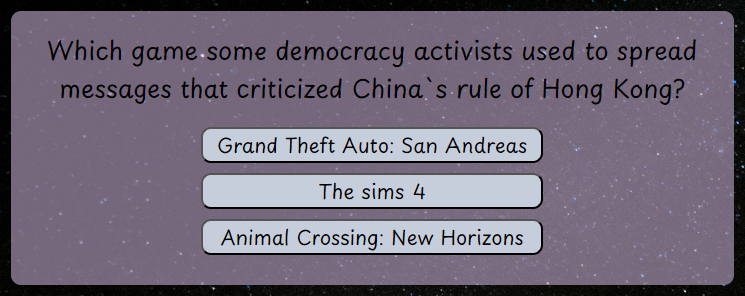 Which game some democracy activists used to spread
messages that criticized China`s rule of Hong Kong?
Grand Theft Auto: San Andreas
The sims 4
Animal Crossing: New Horizons